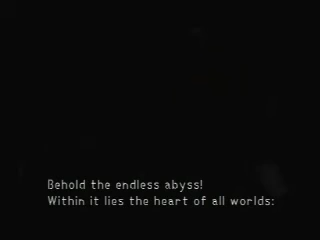 Behold the endless abyss!
Within it lies the heart of all worlds: